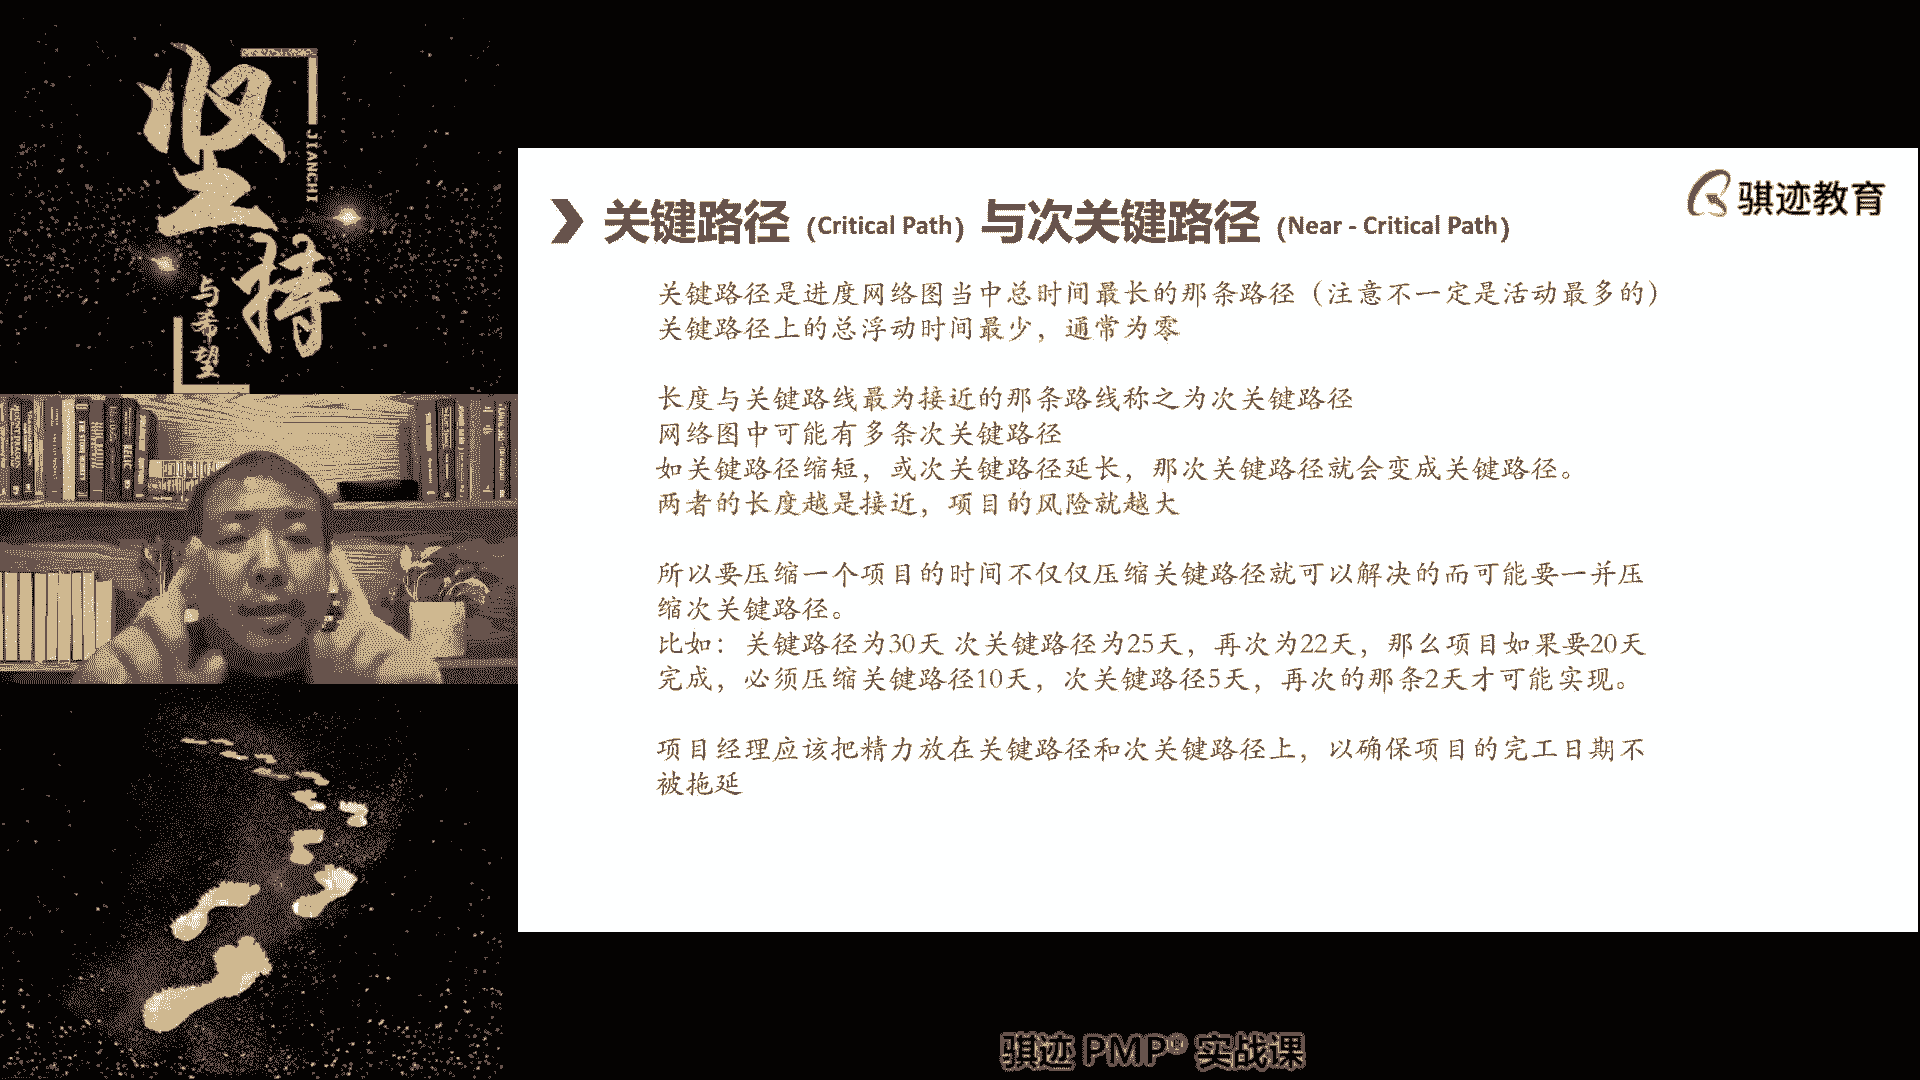 坚持
JIANCHI
与希望
骐迹教育
关键路径（Critical Path）与次关键路径（Near - Critical Path）
关键路径是进度网络图当中总时间最长的那条路径（注意不一定是活动最多的）
关键路径上的总浮动时间最少，通常为零
长度与关键路线最为接近的那条路线称之为次关键路径
网络图中可能有多条次关键路径
如关键路径缩短，或次关键路径延长，那次关键路径就会变成关键路径。
两者的长度越是接近，项目的风险就越大
所以要压缩一个项目的时间不仅仅压缩关键路径就可以解决的而可能要一并压
缩次关键路径。
比如：关键路径为30天 次关键路径为25天，再次为22天，那么项目如果要20天
完成，必须压缩关键路径10天，次关键路径5天，再次的那条2天才可能实现。
项目经理应该把精力放在关键路径和次关键路径上，以确保项目的完工日期不
被拖延
骐迹 PMP® 实战课